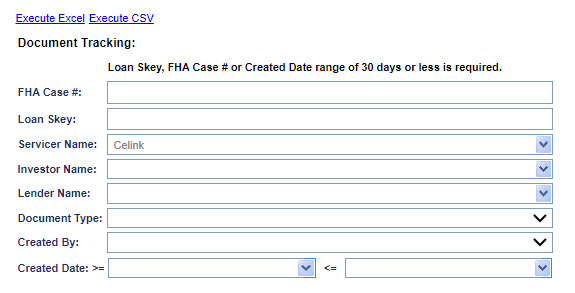 Execute Excel Execute CSV
Document Tracking:
Loan Skey, FHA Case # or Created Date range of 30 days or less is required.
FHA Case #:
Loan Skey:
Servicer Name: Celink
Investor Name:
Lender Name:
Document Type:
Created By:
Created Date: >= <=